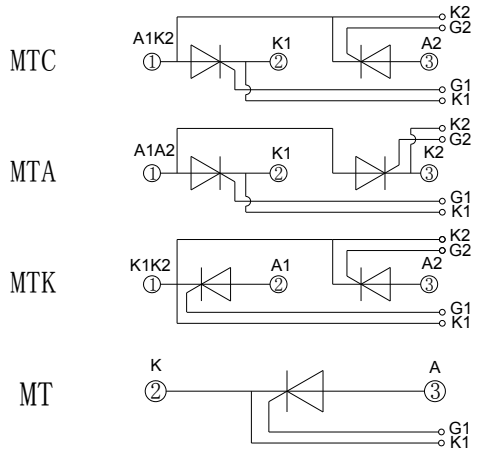 K2
G2
A1K2 K1 A2
MTC ① ② ③
G1
K1
K2
G2
A1A2 K1 K2
MTA ① ② ③
G1
K1
K2
G2
K1K2 A1 A2
MTK ① ② ③
G1
K1
K A
MT ② ③
G1
K1